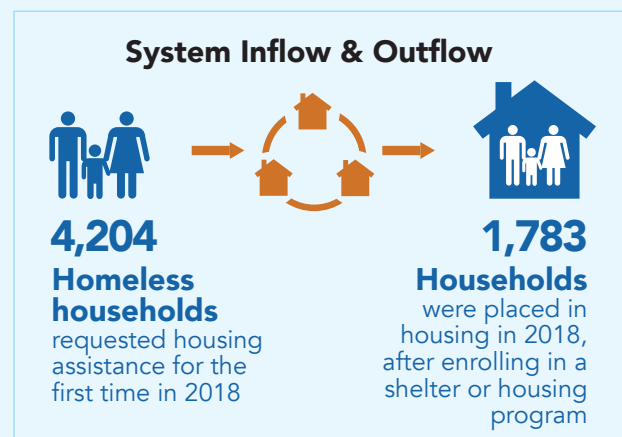 System Inflow & Outflow
4,204
Homeless
households
requested housing
assistance for the
first time in 2018
1,783
Households
were placed in
housing in 2018,
after enrolling in a
shelter or housing
program